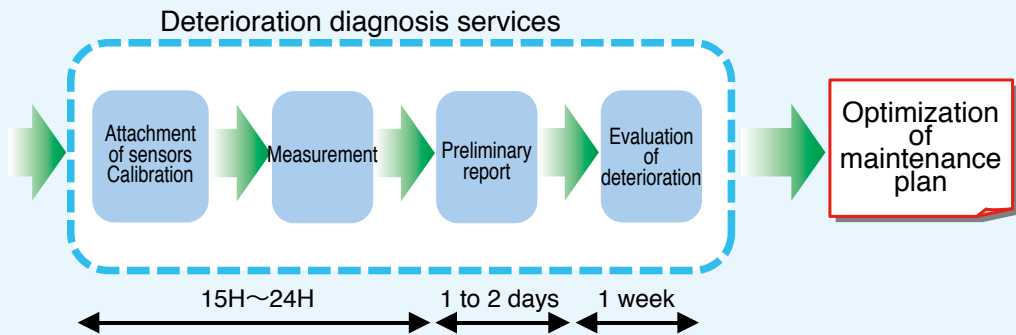 Deterioration diagnosis services
Attachment
of sensors
Calibration
Measurement
Preliminary
report
Evaluation
of
deterioration
Optimization
of
maintenance
plan
15H～24H
1 to 2 days
1 week